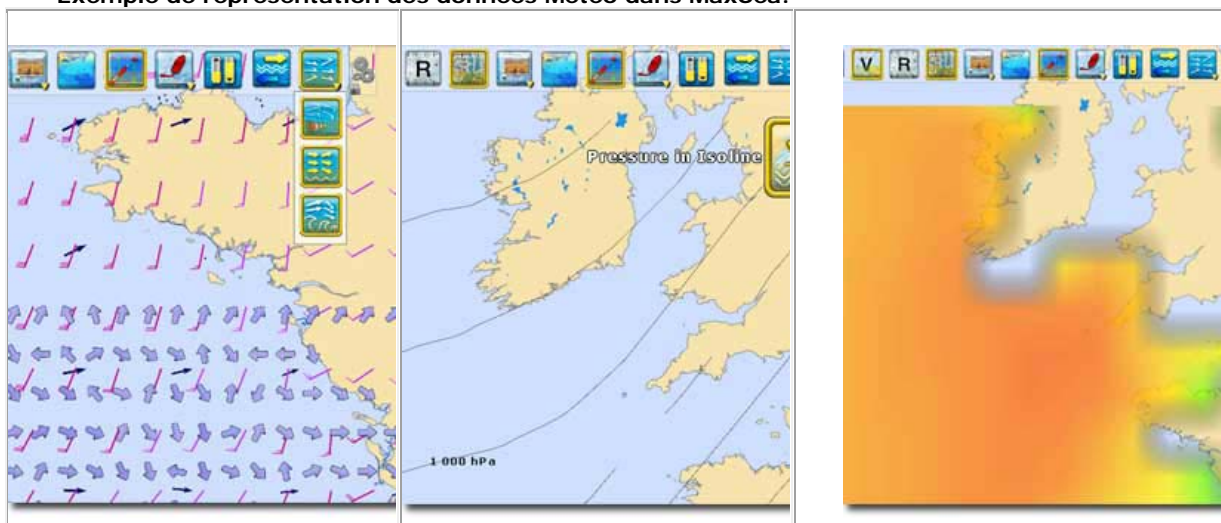 Exemple de représentation des données Météo dans MaxSea:
R
Pressure in Isoline
1 000 hPa
V R